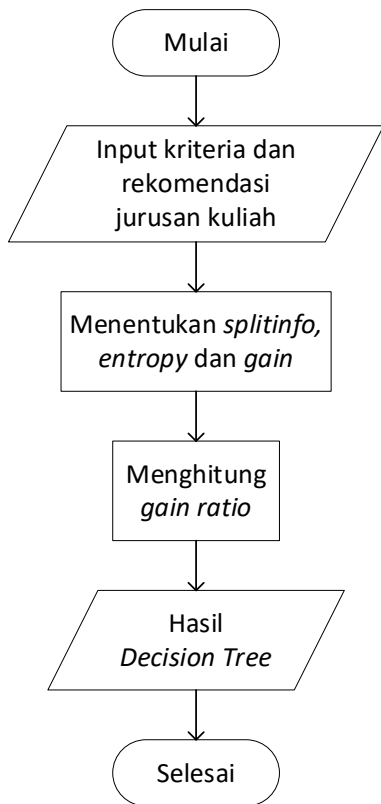 Mulai
Input kriteria dan
rekomendasi
jurusan kuliah
Menentukan splitinfo,
entropy dan gain
Menghitung
gain ratio
Hasil
Decision Tree
Selesai